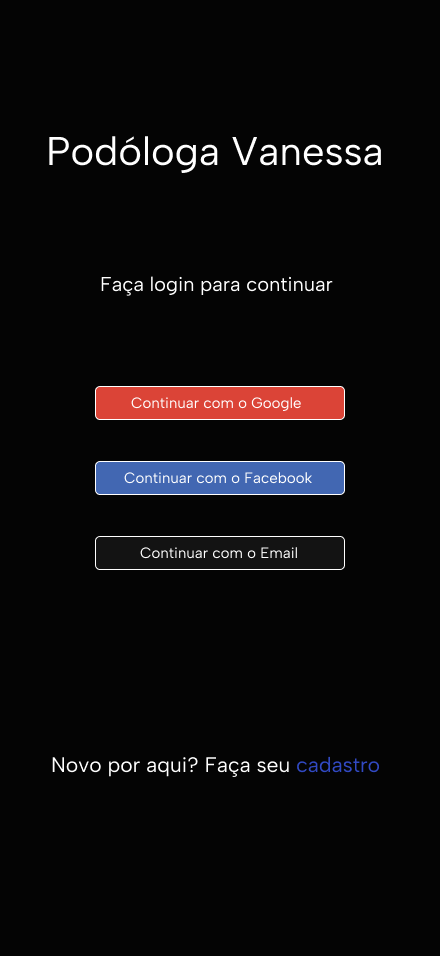 Podóloga Vanessa
Faça login para continuar
Continuar com o Google
Continuar com o Facebook
Continuar com o Email
Novo por aqui? Faça seu cadastro